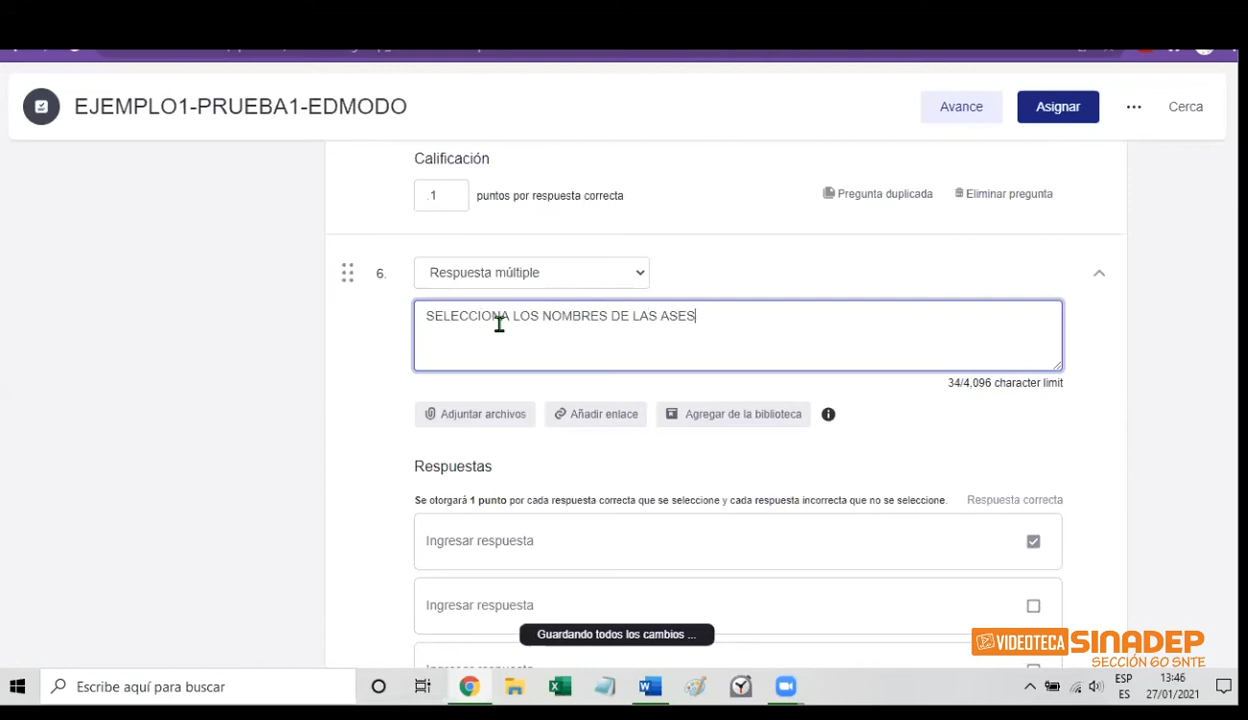 EJEMPLO1-PRUEBA1-EDMODO
Avance
Asignar
Cerca
Calificación
.1
puntos por respuesta correcta
Pregunta duplicada
Eliminar pregunta
6.
Respuesta múltiple
SELECCIONA LOS NOMBRES DE LAS ASES
34/4,096 character limit
Adjuntar archivos
Añadir enlace
Agregar de la biblioteca
Respuestas
Se otorgará 1 punto por cada respuesta correcta que se seleccione y cada respuesta incorrecta que no se seleccione.
Respuesta correcta
Ingresar respuesta
Ingresar respuesta
Guardando todos los cambios ...
VIDEOTECA SINADEP
SECCIÓN 60 SNTE
Escribe aquí para buscar
ESP
ES
13:46
27/01/2021